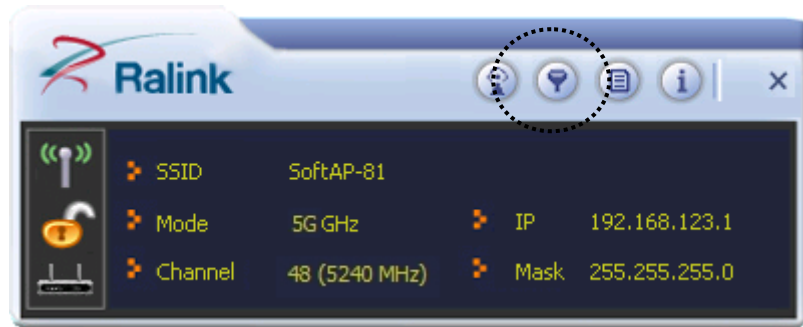 Ralink
SSID SoftAP-81
Mode 5G GHz IP 192.168.123.1
Channel 48 (5240 MHz) Mask 255.255.255.0